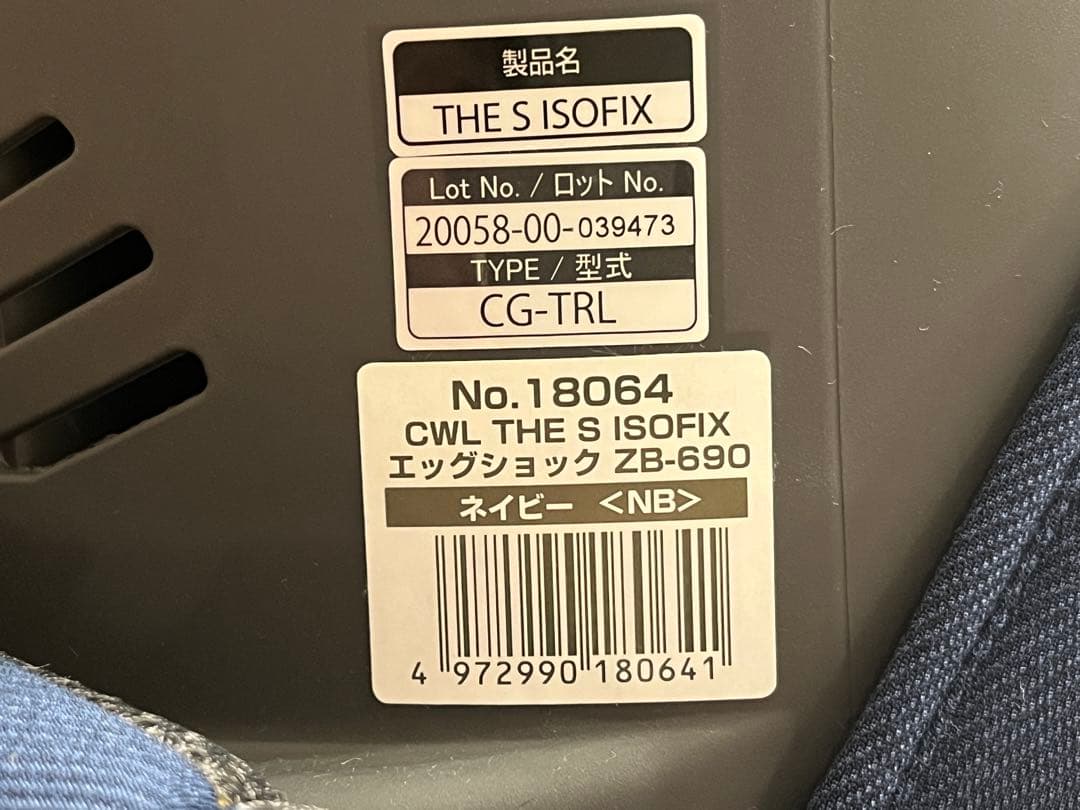 製品名
THE S ISOFIX
Lot No. / ロット No.
20058-00-039473
TYPE / 型式
CG-TRL
No.18064
CWL THE S ISOFIX
エッグショック ZB-690
ネイビー <NB>
4 972990 180641